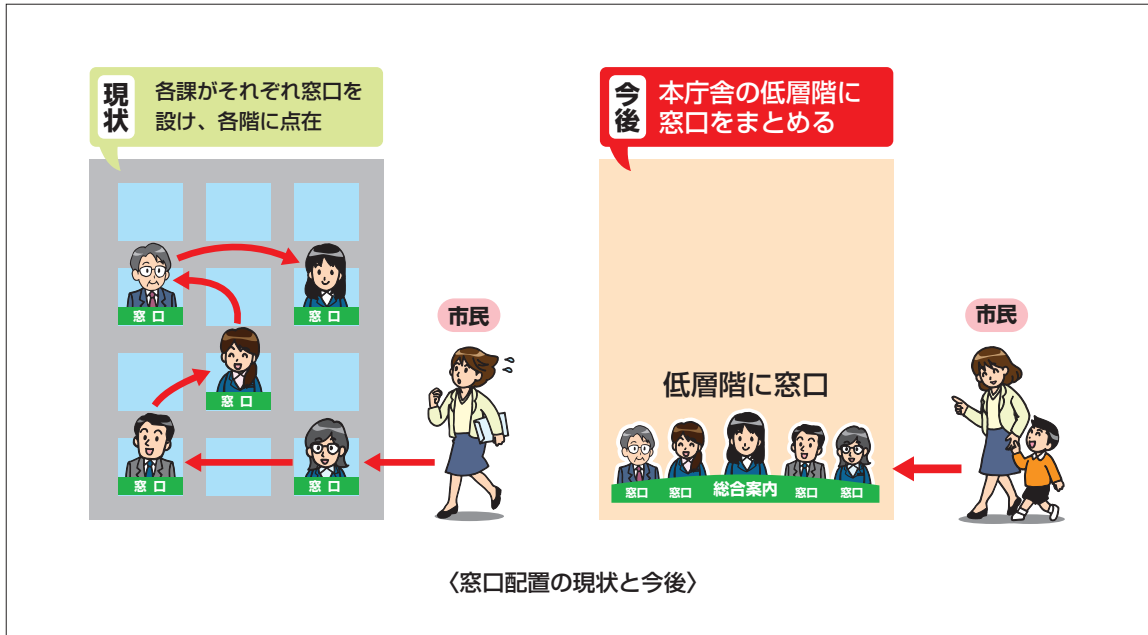 現状
各課がそれぞれ窓口を
設け、各階に点在
窓口
窓口
窓口
窓口
窓口
市民
今後
本庁舎の低層階に
窓口をまとめる
低層階に窓口
窓口
窓口
総合案内
窓口
窓口
市民
〈窓口配置の現状と今後〉